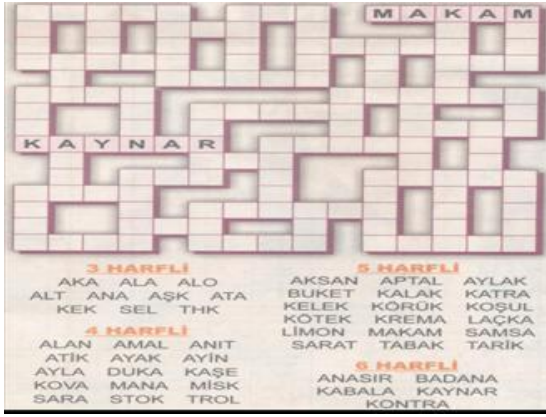 MAKAM
KAYNAR
3 HARFLİ
AKA ALA ALO
ALT ANA AŞK ATA
KEK SEL THK
4 HARFLİ
ALAN AMAL ANIT
ATİK AYAK AYİN
AYLA DUKA KAŞE
KOVA MANA MİSK
SARA STOK TROL
5 HARFLİ
AKSAN APTAL AYLAK
BUKET KALAK KATRA
KELEK KÖRÜK KOŞUL
KÖTEK KREMA LAÇKA
LİMON MAKAM SAMSA
SARAT TABAK TARİK
6 HARFLİ
ANASIR BADANA
KABALA KAYNAR
KONTRA